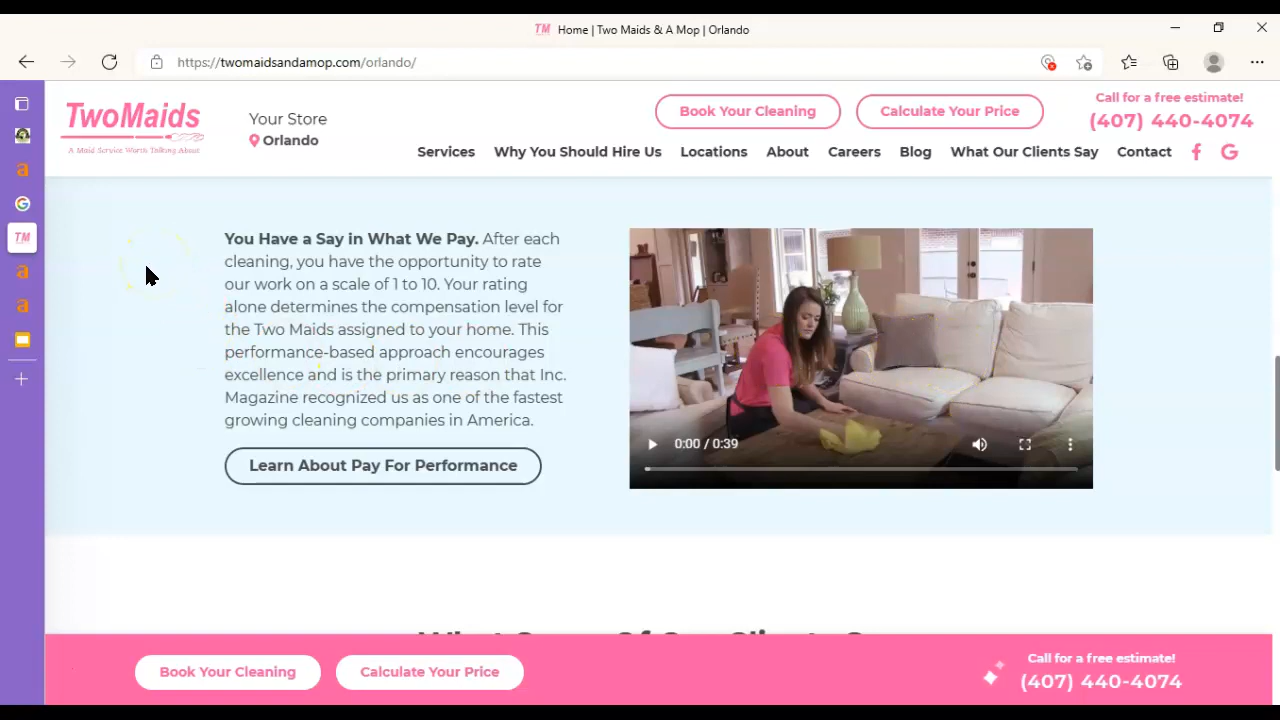 TM Home | Two Maids & A Mop | Orlando
https://twomaidsandamop.com/orlando/
TwoMaids
A Maid Service Worth Talking About
Your Store
Orlando
Book Your Cleaning
Calculate Your Price
Call for a free estimate!
(407) 440-4074
Services
Why You Should Hire Us
Locations
About
Careers
Blog
What Our Clients Say
Contact
a
TM
a
a
You Have a Say in What We Pay. After each
cleaning, you have the opportunity to rate
our work on a scale of 1 to 10. Your rating
alone determines the compensation level for
the Two Maids assigned to your home. This
performance-based approach encourages
excellence and is the primary reason that Inc.
Magazine recognized us as one of the fastest
growing cleaning companies in America.
Learn About Pay For Performance
0:00 / 0:39
Book Your Cleaning
Calculate Your Price
Call for a free estimate!
(407) 440-4074